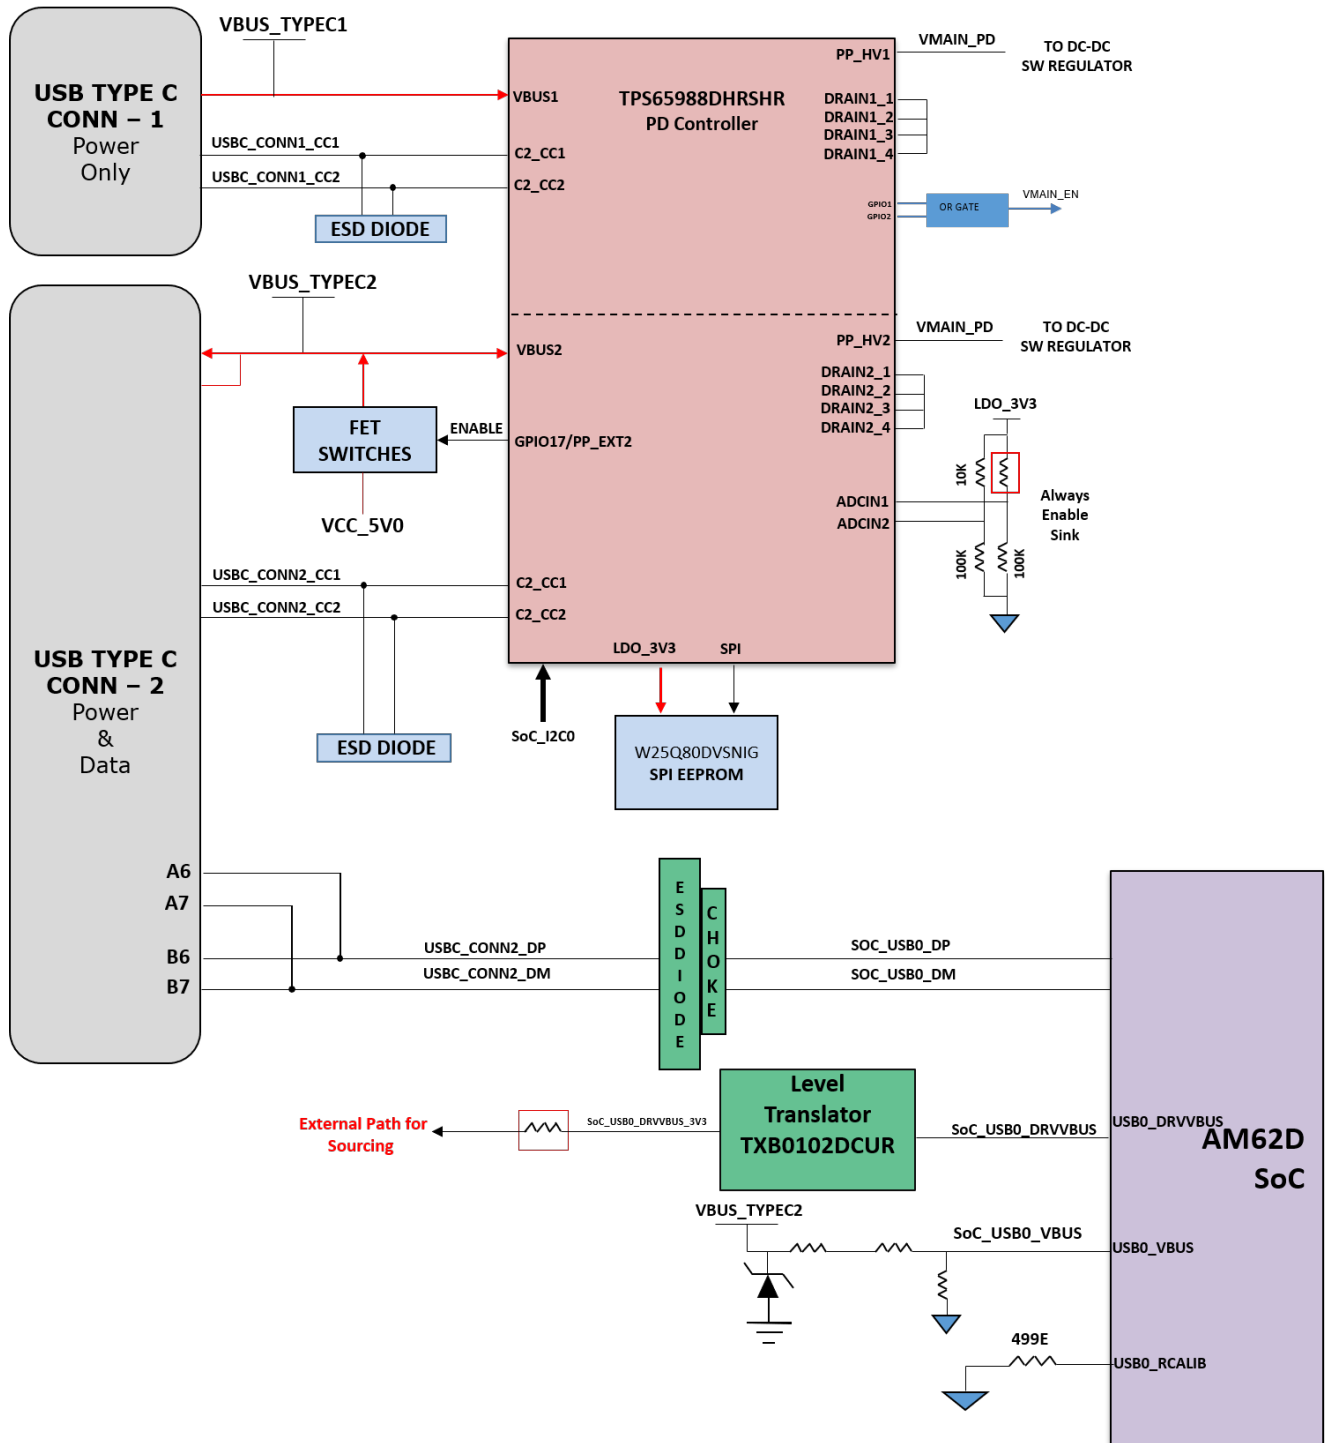 VBUS_TYPEC1
USB TYPE C
CONN – 1
Power
Only
USBC_CONN1_CC1
USBC_CONN1_CC2
ESD DIODE
TPS65988DHRSHR
PD Controller
VBUS1
C2_CC1
C2_CC2
PP_HV1
VMAIN_PD
TO DC-DC
SW REGULATOR
DRAIN1_1
DRAIN1_2
DRAIN1_3
DRAIN1_4
GPIO1
GPIO2
OR GATE
VMAIN_EN
VBUS_TYPEC2
VBUS2
PP_HV2
VMAIN_PD
TO DC-DC
SW REGULATOR
DRAIN2_1
DRAIN2_2
DRAIN2_3
DRAIN2_4
FET
SWITCHES
ENABLE
GPIO17/PP_EXT2
VCC_5V0
LDO_3V3
10K
ADCIN1
ADCIN2
Always
Enable
Sink
100K
100K
USBC_CONN2_CC1
USBC_CONN2_CC2
C2_CC1
C2_CC2
USB TYPE C
CONN – 2
Power
&
Data
ESD DIODE
LDO_3V3
SPI
SoC_I2C0
W25Q80DVSNIG
SPI EEPROM
A6
A7
B6
B7
USBC_CONN2_DP
USBC_CONN2_DM
E
S
D
D
I
O
D
E
C
H
O
K
E
SOC_USB0_DP
SOC_USB0_DM
Level
Translator
TXB0102DCUR
External Path for
Sourcing
SoC_USB0_DRVVBUS_3V3
SoC_USB0_DRVVBUS
USB0_DRVVBUS
AM62D
SoC
VBUS_TYPEC2
SoC_USB0_VBUS
USB0_VBUS
499E
USB0_RCALIB